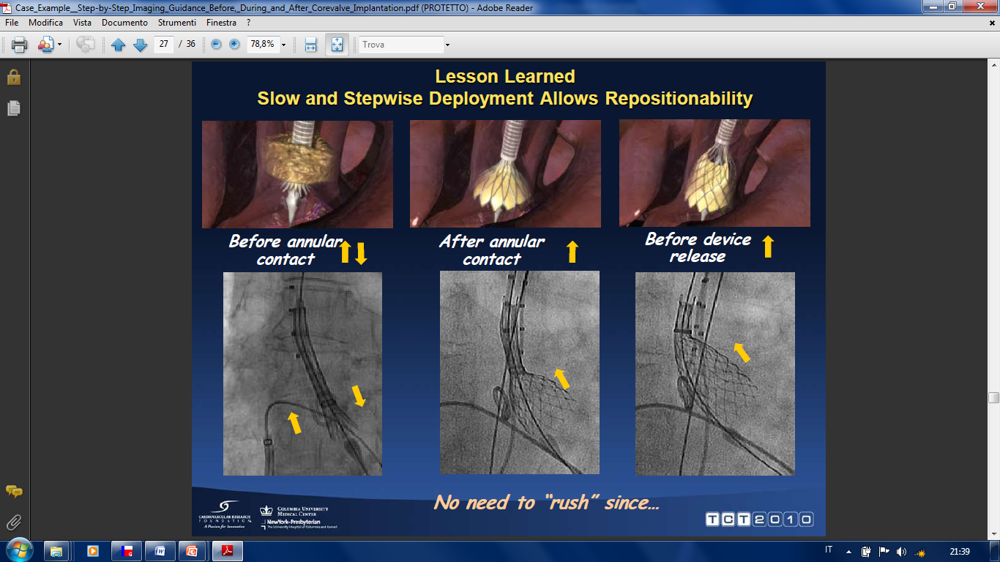 Case_Example__Step-by-Step_Imaging_Guidance_Before,_During_and_After_Corevalve_Implantation.pdf (PROTETTO) - Adobe Reader
File Modifica Vista Documento Strumenti Finestra ?
27 / 36 78,8% Trova
Lesson Learned
Slow and Stepwise Deployment Allows Repositionability
Before annular
contact
After annular
contact
Before device
release
No need to “rush” since…
CARDIOVASCULAR RESEARCH
FOUNDATION
A Passion for Innovation
COLUMBIA UNIVERSITY
MEDICAL CENTER
NewYork-Presbyterian
The University Hospital of Columbia and Cornell
TCT2010
IT 21:39